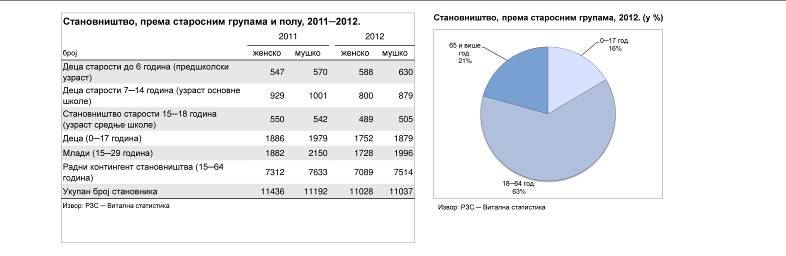 Становништво, према старосним групама и полу, 2011—2012.
2011 2012
број женско мушко женско мушко
Деца старости до 6 година (предшколски
узраст) 547 570 588 630
Деца старости 7–14 година (узраст основне
школе) 929 1001 800 879
Становништво старости 15–18 година
(узраст средње школе) 550 542 489 505
Деца (0–17 година) 1886 1979 1752 1879
Млади (15–29 година) 1882 2150 1728 1996
Радни контингент становништва (15–64
година) 7312 7633 7089 7514
Укупан број становника 11436 11192 11028 11037
Извор: РЗС — Витална статистика
Становништво, према старосним групама, 2012. (у %)
0–17 год.
16%
65 и више
год.
21%
18–64 год.
63%
Извор: РЗС — Витална статистика